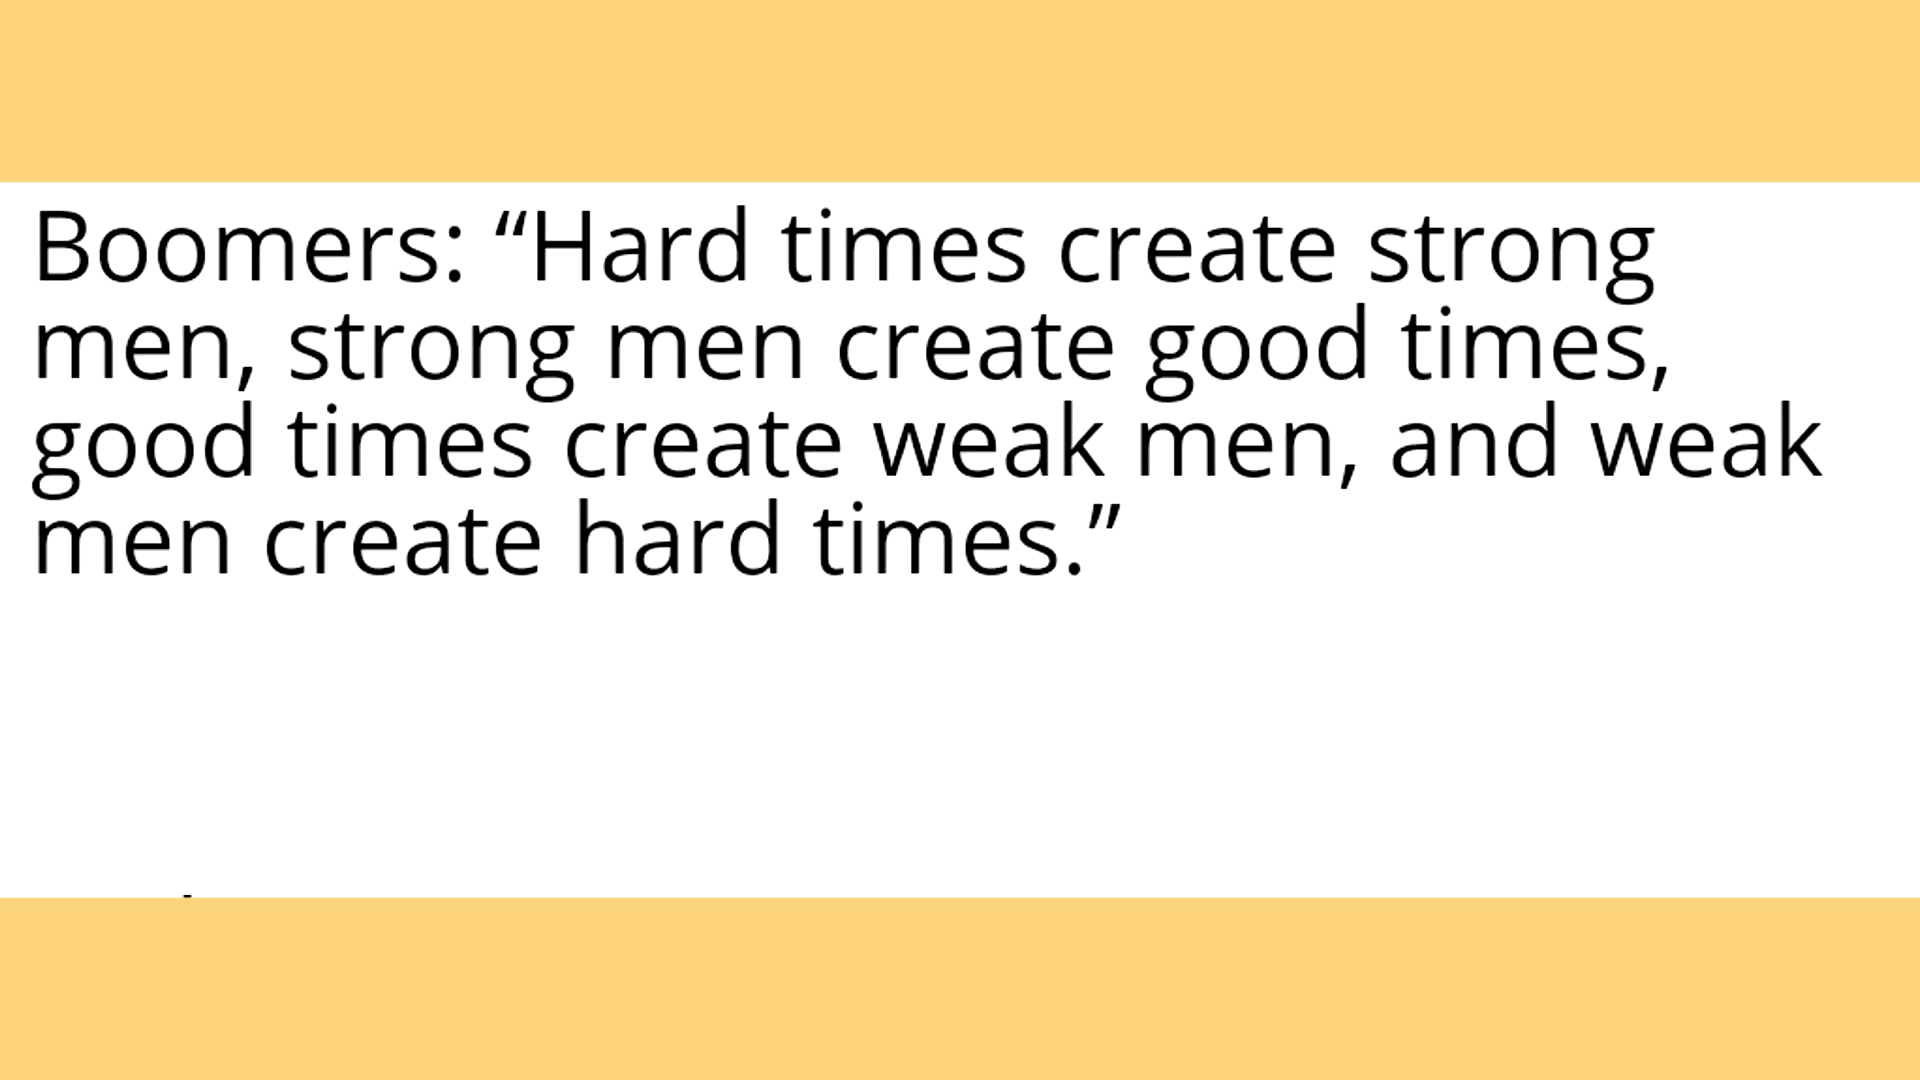 Boomers: “Hard times create strong
men, strong men create good times,
good times create weak men, and weak
men create hard times.”